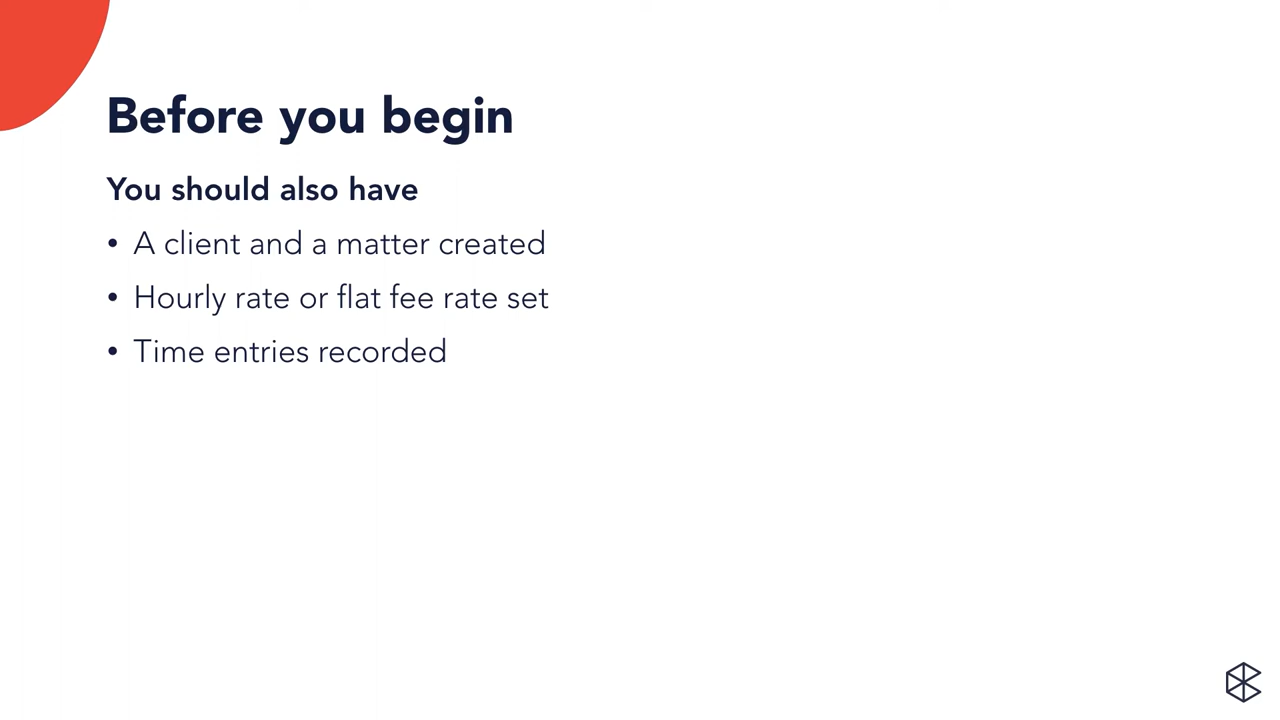 Before you begin
You should also have
• A client and a matter created
• Hourly rate or flat fee rate set
• Time entries recorded